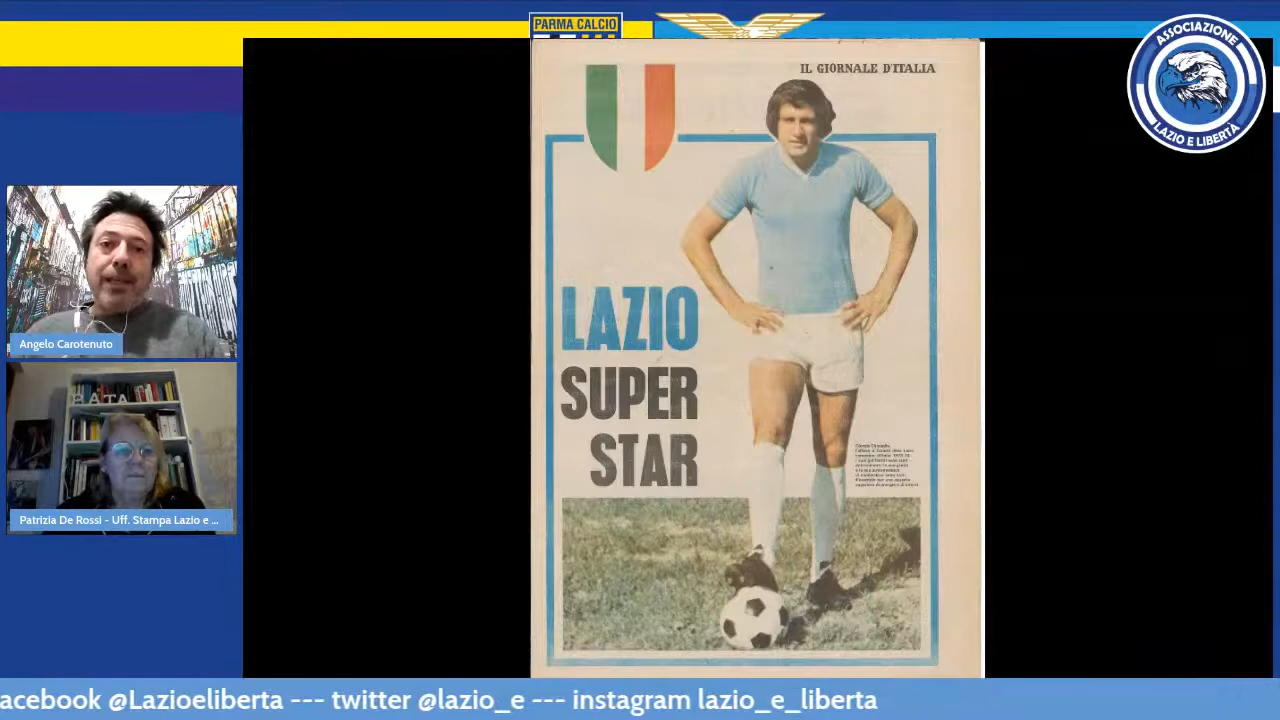 PARMA CALCIO
ASSOCIAZIONE
LAZIO E LIBERTÀ
IL GIORNALE D'ITALIA
LAZIO
SUPER
STAR
Angelo Carotenuto
BATA
Patrizia De Rossi - Uff. Stampa Lazio e ...
acebook @Lazioeliberta --- twitter @lazio_e --- instagram lazio_e_liberta